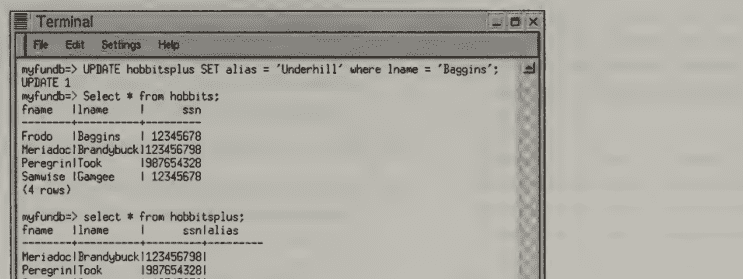 Terminal
File Edit Settings Help
myfundb=> UPDATE hobbitsplus SET alias = 'Underhill' where lname = 'Baggins';
UPDATE 1
myfundb=> Select * from hobbits;
fname |lname | ssn
--------+----------+---------
Frodo |Baggins | 12345678
Meriadoc|Brandybuck|123456798
Peregrin|Took |987654328
Samwise |Gamgee | 12345678
(4 rows)
myfundb=> select * from hobbitsplus;
fname |lname | ssn|alias
--------+----------+---------+---------
Meriadoc|Brandybuck|123456798|
Peregrin|Took |987654328|